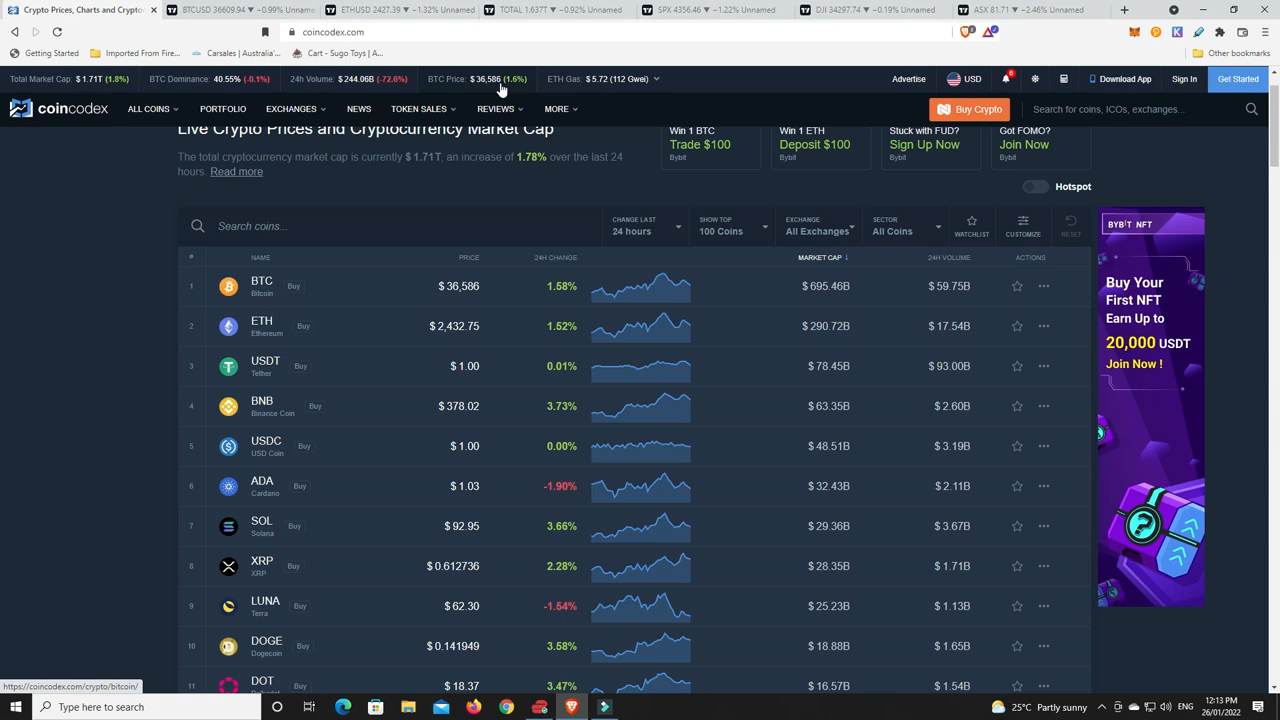 Crypto Prices, Charts and Crypto
BTCUSD 36609.94 ▼ −0.99% Unname
ETHUSD 2427.39 ▼ −1.32% Unnamed
TOTAL 1.637T ▼ −0.92% Unnamed
SPX 4356.46 ▼ −1.22% Unnamed
DJI 34297.74 ▼ −0.19% Unnamed
ASX 81.71 ▼ −2.46% Unnamed
coincodex.com
Getting Started
Imported From Fire...
Carsales | Australia'...
Cart - Sugo Toys | A...
Other bookmarks
Total Market Cap: $ 1.71T (1.8%)
BTC Dominance: 40.55% (-0.1%)
24h Volume: $ 244.06B (-72.6%)
BTC Price: $ 36,586 (1.6%)
ETH Gas: $ 5.72 (112 Gwei)
Advertise
USD
6
Download App
Sign In
Get Started
coincodex
ALL COINS
PORTFOLIO
EXCHANGES
NEWS
TOKEN SALES
REVIEWS
MORE
Buy Crypto
Search for coins, ICOs, exchanges...
Live Crypto Prices and Cryptocurrency Market Cap
The total cryptocurrency market cap is currently $ 1.71T, an increase of 1.78% over the last 24
hours. Read more
Win 1 BTC
Trade $100
Bybit
Win 1 ETH
Deposit $100
Bybit
Stuck with FUD?
Sign Up Now
Bybit
Got FOMO?
Join Now
Bybit
Hotspot
Search coins...
CHANGE LAST
24 hours
SHOW TOP
100 Coins
EXCHANGE
All Exchanges
SECTOR
All Coins
WATCHLIST
CUSTOMIZE
RESET
# NAME PRICE 24H CHANGE MARKET CAP 24H VOLUME ACTIONS
1 BTC Buy $ 36,586 1.58% $ 695.46B $ 59.75B
Bitcoin
2 ETH Buy $ 2,432.75 1.52% $ 290.72B $ 17.54B
Ethereum
3 USDT Buy $ 1.00 0.01% $ 78.45B $ 93.00B
Tether
4 BNB Buy $ 378.02 3.73% $ 63.35B $ 2.60B
Binance Coin
5 USDC Buy $ 1.00 0.00% $ 48.51B $ 3.19B
USD Coin
6 ADA Buy $ 1.03 -1.90% $ 32.43B $ 2.11B
Cardano
7 SOL Buy $ 92.95 3.66% $ 29.36B $ 3.67B
Solana
8 XRP Buy $ 0.612736 2.28% $ 28.35B $ 1.71B
XRP
9 LUNA Buy $ 62.30 -1.54% $ 25.23B $ 1.13B
Terra
10 DOGE Buy $ 0.141949 3.58% $ 18.88B $ 1.65B
Dogecoin
11 DOT Buy $ 18.37 3.47% $ 16.57B $ 1.54B
BYBIT NFT
Buy Your
First NFT
Earn Up to
20,000 USDT
Join Now !
https://coincodex.com/crypto/bitcoin/
Type here to search
25°C Partly sunny
ENG
12:13 PM
26/01/2022